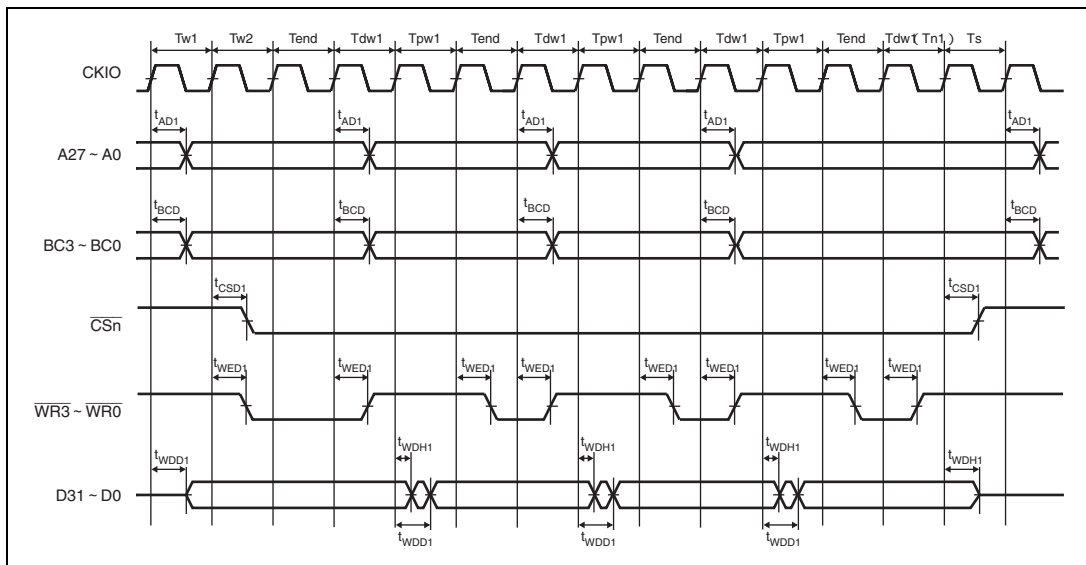 Tw1 Tw2 Tend Tdw1 Tpw1 Tend Tdw1 Tpw1 Tend Tdw1 Tpw1 Tend Tdw1(Tn1,) Ts
CKIO
tAD1 tAD1 tAD1 tAD1 tAD1
A27 ~ A0
tBCD tBCD tBCD tBCD tBCD
BC3 ~ BC0
tCSD1 tCSD1
CSn
tWED1 tWED1 tWED1 tWED1 tWED1 tWED1 tWED1 tWED1
WR3 ~ WR0
tWDD1 tWDH1 tWDH1 tWDH1 tWDH1
D31 ~ D0
tWDD1 tWDD1 tWDD1